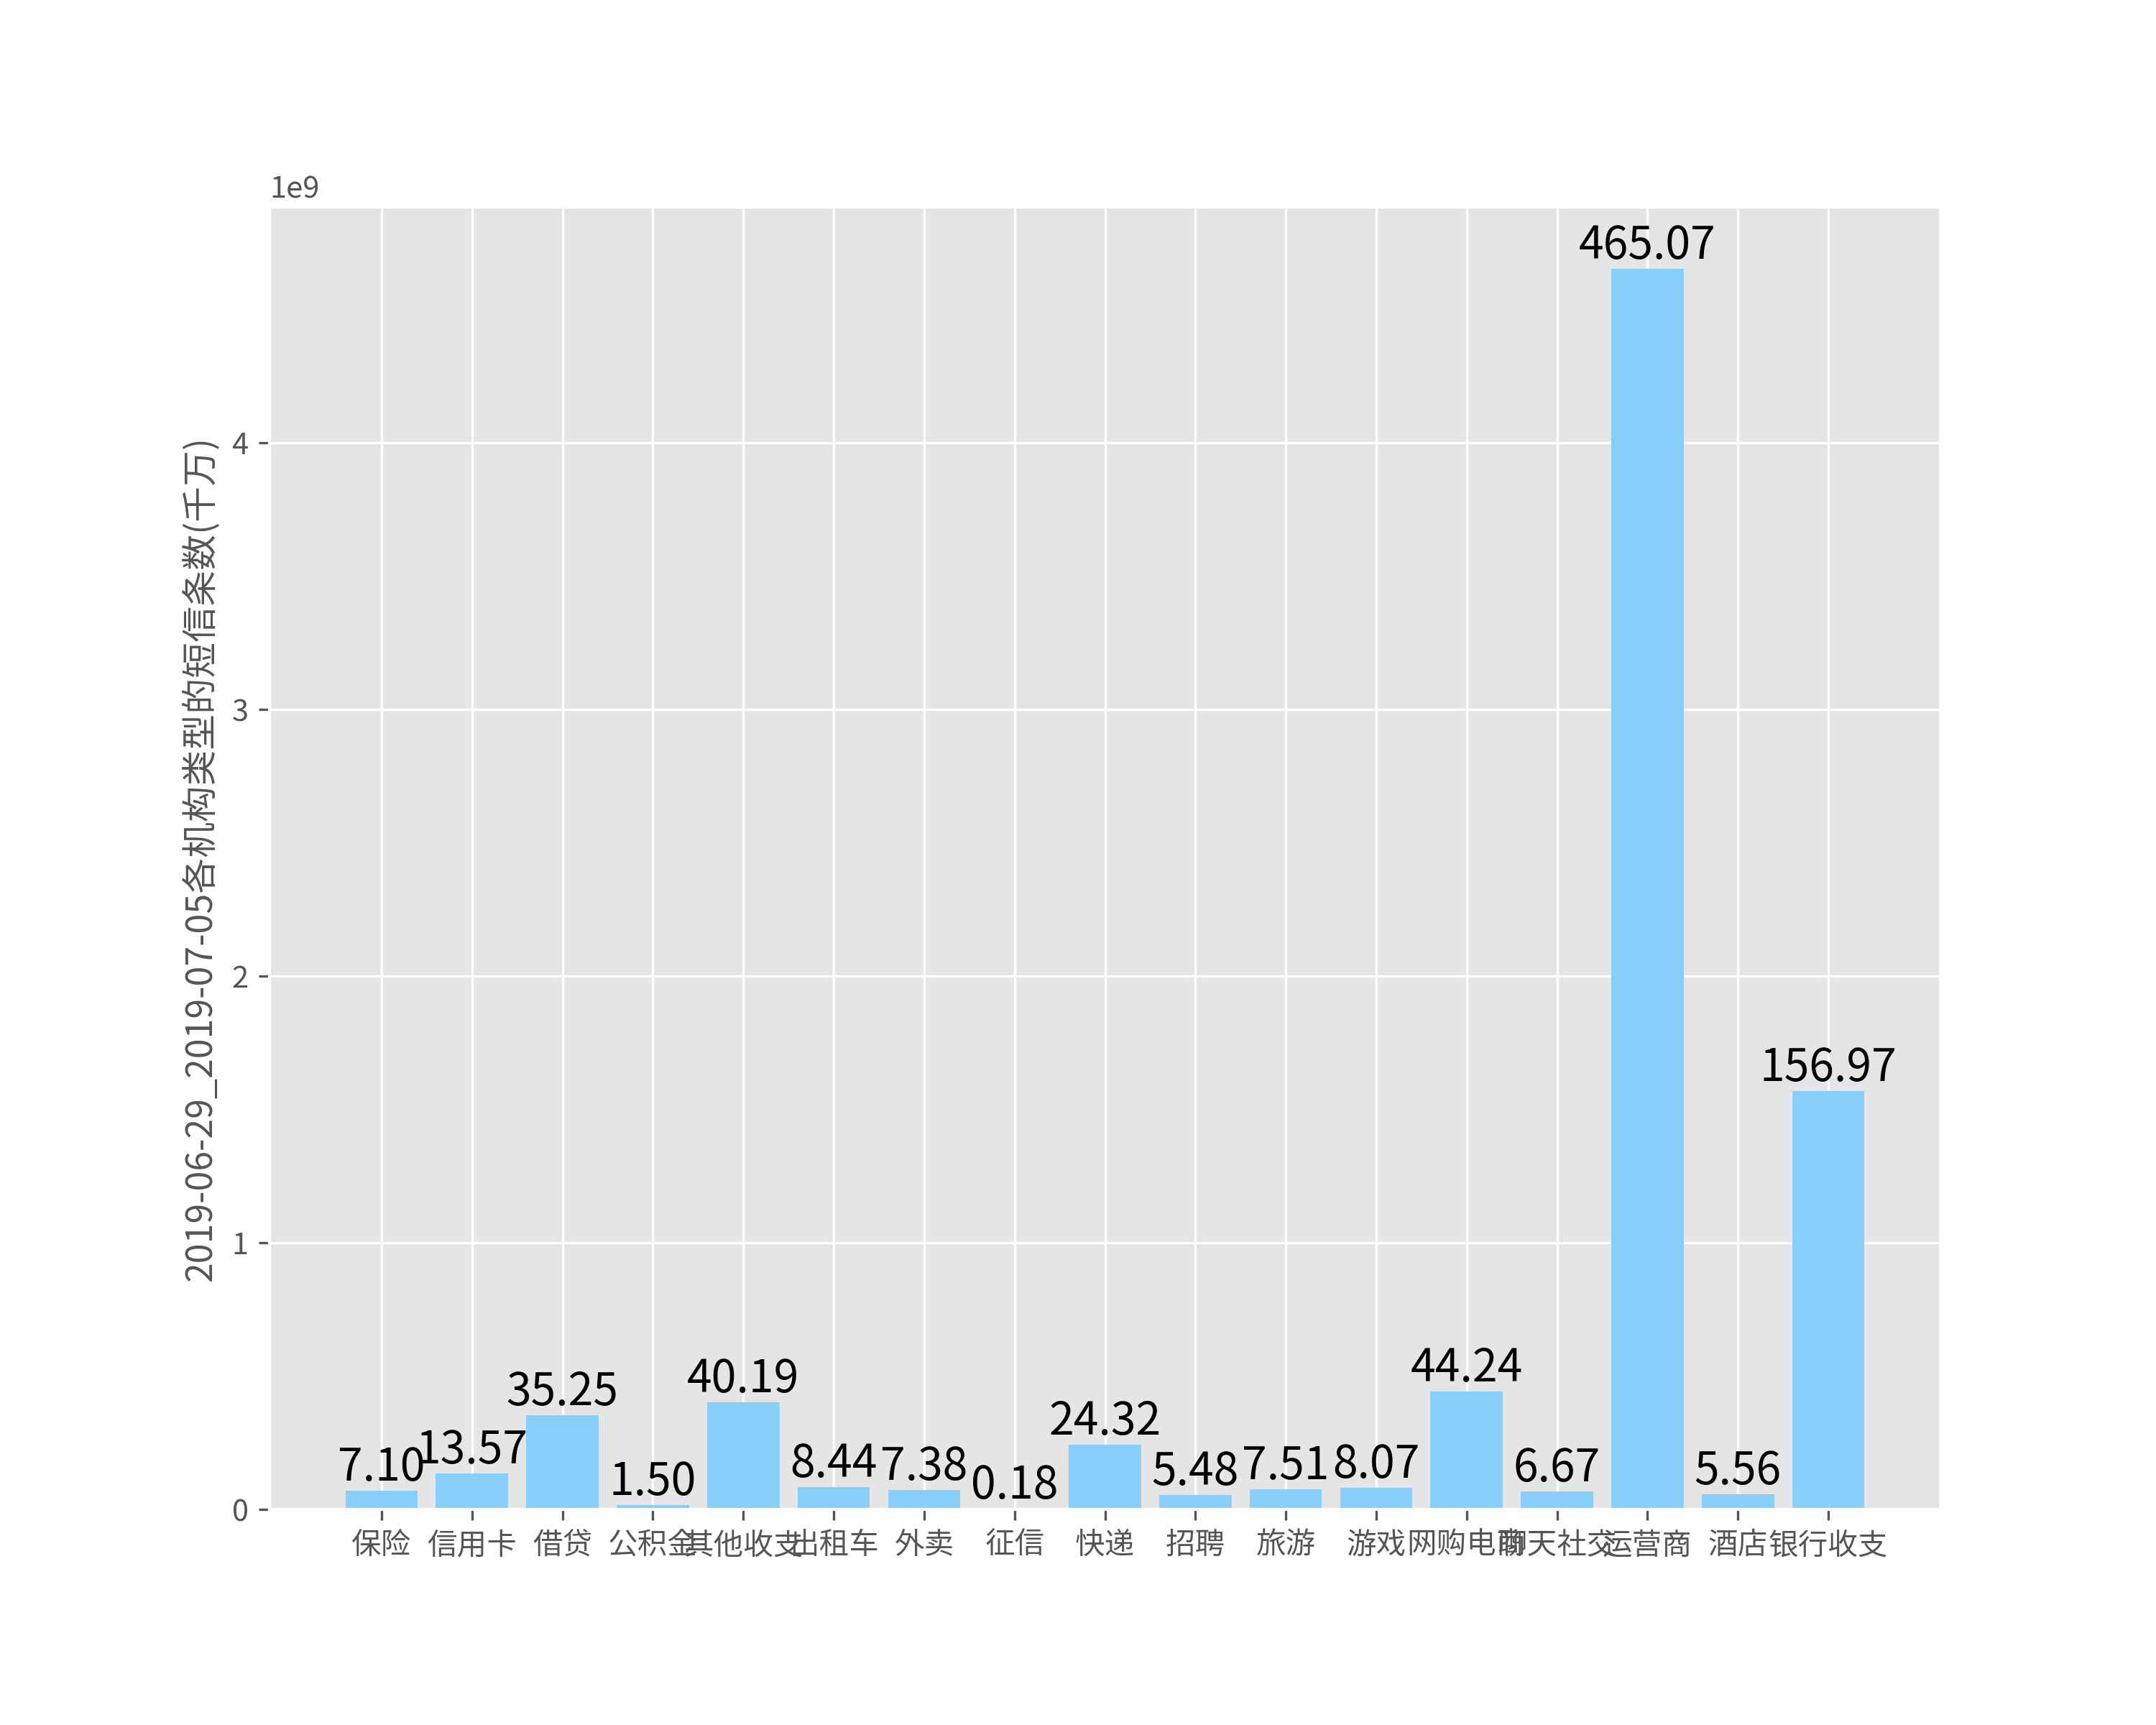 1e9
2019-06-29_2019-07-05各机构类型的短信条数(千万)
4
3
2
1
0
7.10
13.57
35.25
1.50
40.19
8.44
7.38
0.18
24.32
5.48
7.51
8.07
44.24
6.67
465.07
5.56
156.97
保险
信用卡
借贷
公积金
其他收支
出租车
外卖
征信
快递
招聘
旅游
游戏
网购电商
聊天社交
运营商
酒店
银行收支